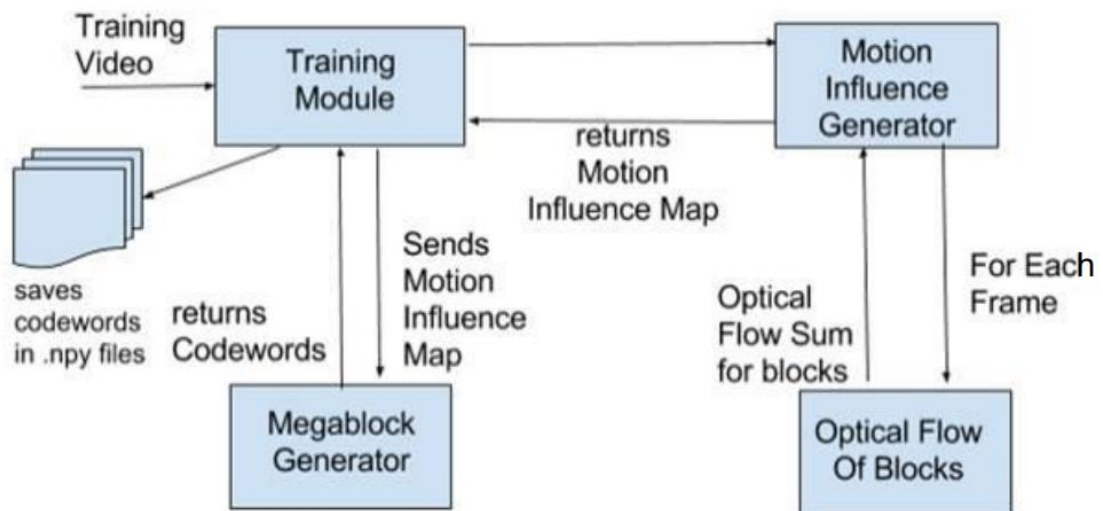 Training
Video
Training
Module
Motion
Influence
Generator
returns
Motion
Influence Map
Sends
Motion
Influence
Map
For Each
Frame
Optical
Flow Sum
for blocks
saves
codewords
in .npy files
returns
Codewords
Megablock
Generator
Optical Flow
Of Blocks